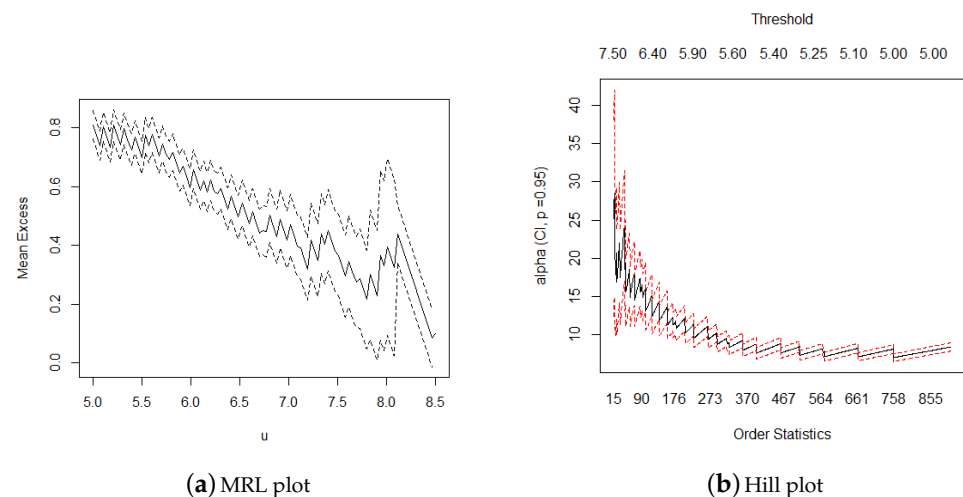 Threshold
7.50 6.40 5.90 5.60 5.40 5.25 5.10 5.00 5.00
Mean Excess
0.0 0.2 0.4 0.6 0.8
5.0 5.5 6.0 6.5 7.0 7.5 8.0 8.5
u
alpha (CI, p =0.95)
10 15 20 25 30 35 40
15 90 176 273 370 467 564 661 758 855
Order Statistics
(a) MRL plot
(b) Hill plot